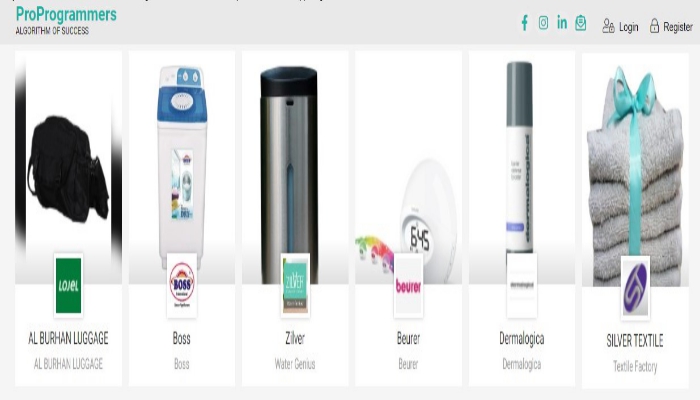 ProProgrammers
ALGORITHM OF SUCCESS
Login
Register
dermalogica
6:45
LOJEL
BOSS
ZILVER
beurer
AL BURHAN LUGGAGE
Boss
Zilver
Beurer
Dermalogica
SILVER TEXTILE
AL BURHAN LUGGAGE
Boss
Water Genius
Beurer
Dermalogica
Textile Factory